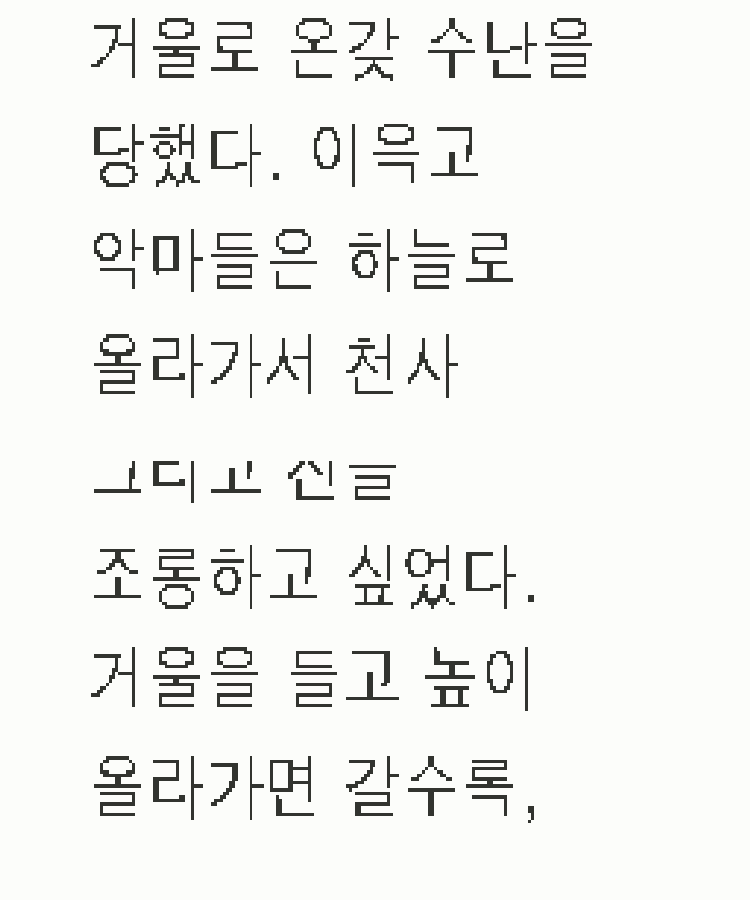 거울로 온갖 수난을
당했다. 이윽고
악마들은 하늘로
올라가서 천사
그리고
조롱하고 싶었다.
거울을 들고 높이
올라가면 갈수록,